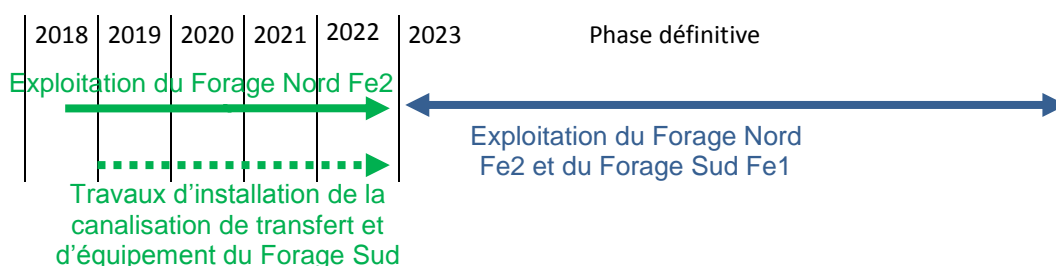 2018 2019 2020 2021 2022 2023 Phase définitive
Exploitation du Forage Nord Fe2
Exploitation du Forage Nord
Fe2 et du Forage Sud Fe1
Travaux d’installation de la
canalisation de transfert et
d’équipement du Forage Sud